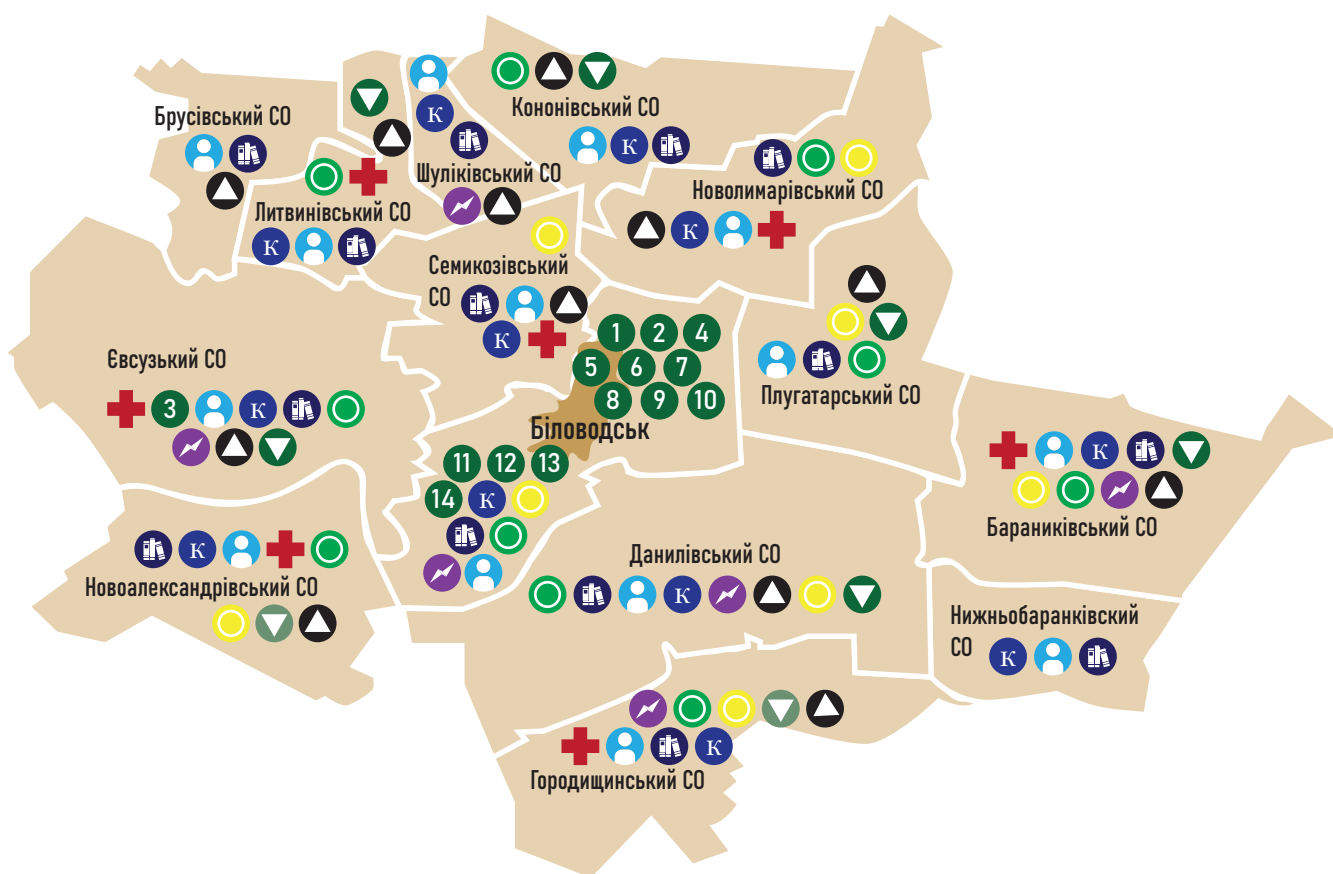 К
Кононівський СО
К
Брусівський СО
Шуліківський СО
Новолимарівський СО
Литвинівський СО
К
К
Семикозівський
СО
К
1 2 4
5 6 7
8 9 10
Плугатарський СО
Євсузький СО
3 К
Біловодськ
11 12 13
14 К
К
Бараниківський СО
К
Новоалександрівський СО
Данилівський СО
К
Нижньобаранківський
СО
К
К
Городищинський СО